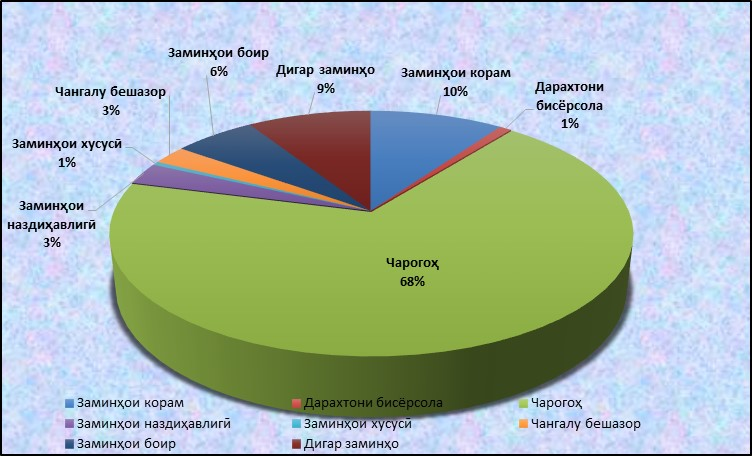 Заминҳои боир
6%
Дигар заминҳо
9%
Заминҳои корам
10%
Дарахтони
бисёрсола
1%
Чангалу бешазор
3%
Заминҳои хусусӣ
1%
Заминҳои
наздиҳавлигӣ
3%
Чарогоҳ
68%
Заминҳои корам
Дарахтони бисёрсола
Чарогоҳ
Заминҳои наздиҳавлигӣ
Заминҳои хусусӣ
Чангалу бешазор
Заминҳои боир
Дигар заминҳо